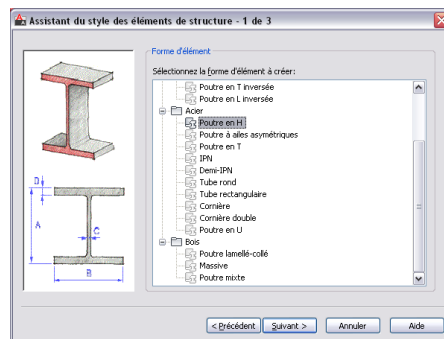 Assistant du style des éléments de structure - 1 de 3
Forme d'élément
Sélectionnez la forme d'élément à créer:
Poutre en T inversée
Poutre en L inversée
Acier
Poutre en H
Poutre à ailes asymétriques
Poutre en T
IPN
Demi-IPN
Tube rond
Tube rectangulaire
Cornière
Cornière double
Poutre en U
Bois
Poutre lamellé-collé
Massive
Poutre mixte
D
A
C
B
< Précédent
Suivant >
Annuler
Aide